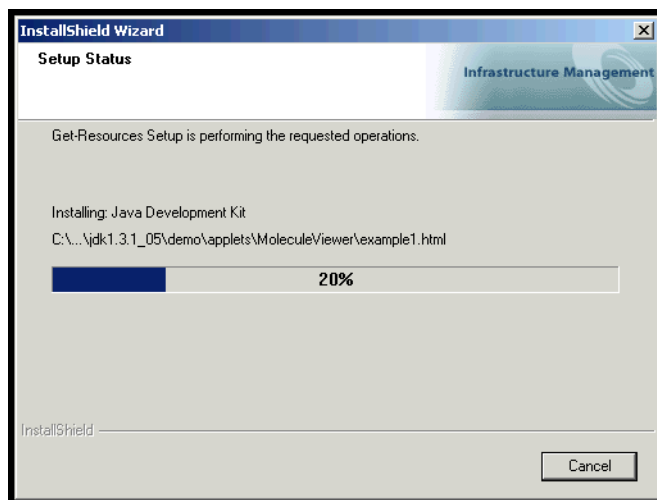 InstallShield Wizard
Setup Status
Infrastructure Management
Get-Resources Setup is performing the requested operations.
Installing: Java Development Kit
C:\...\jdk1.3.1_05\demo\applets\MoleculeViewer\example1.html
20%
InstallShield
Cancel